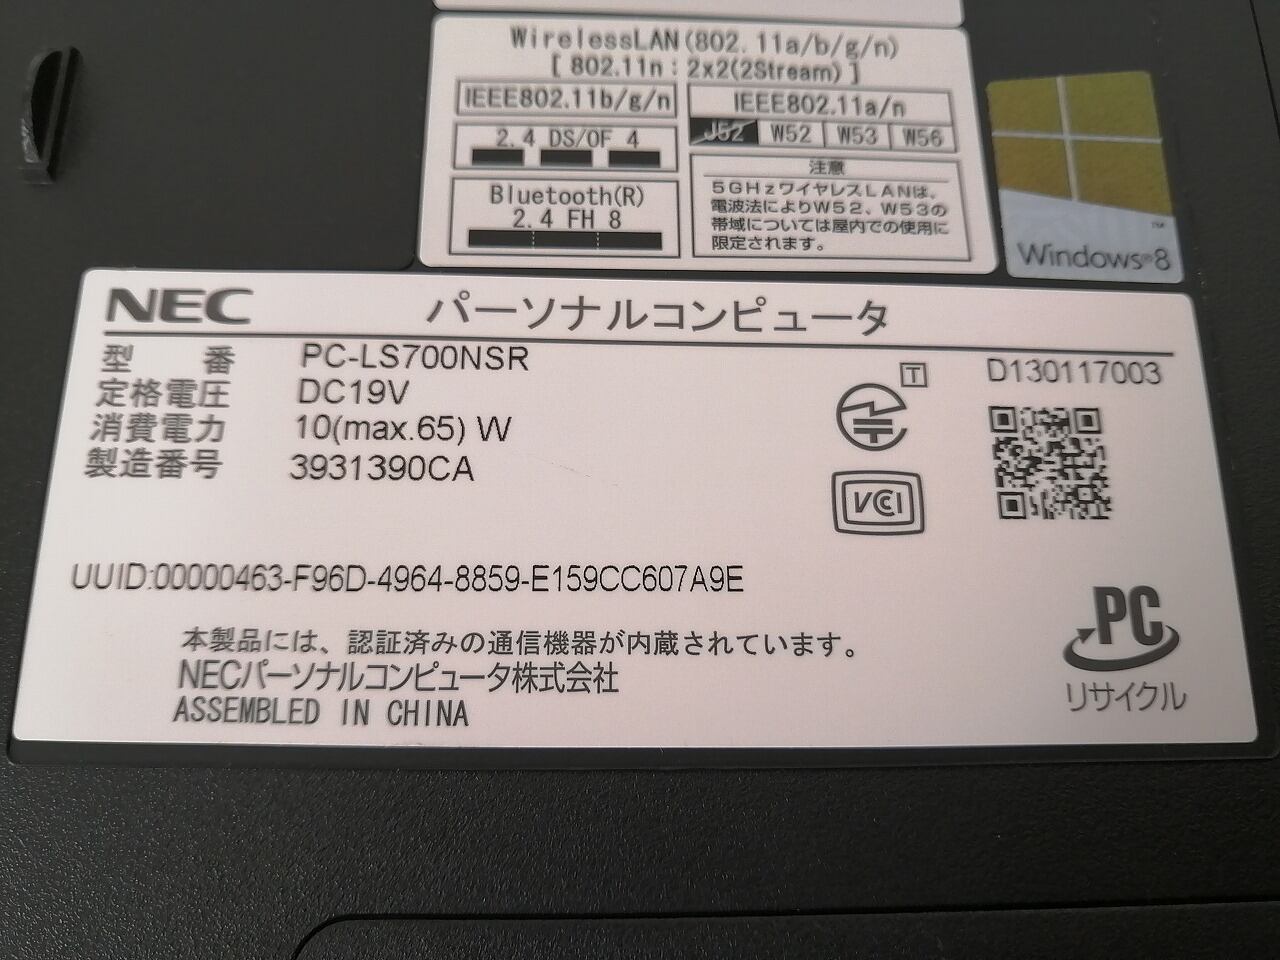 WirelessLAN(802.11a/b/g/n)
[ 802.11n : 2x2(2Stream) ]
IEEE802.11b/g/n
2.4 DS/OF 4
Bluetooth(R)
2.4 FH 8
IEEE802.11a/n
J52 W52 W53 W56
注意
5GHzワイヤレスLANは、
電波法によりW52、W53の
帯域については屋内での使用に
限定されます。
Windows®8
™
NEC パーソナルコンピュータ
型番 PC-LS700NSR
定格電圧 DC19V
消費電力 10(max.65) W
製造番号 3931390CA
T
D130117003
VCCI
UUID:00000463-F96D-4964-8859-E159CC607A9E
本製品には、認証済みの通信機器が内蔵されています。
NECパーソナルコンピュータ株式会社
ASSEMBLED IN CHINA
PC
リサイクル